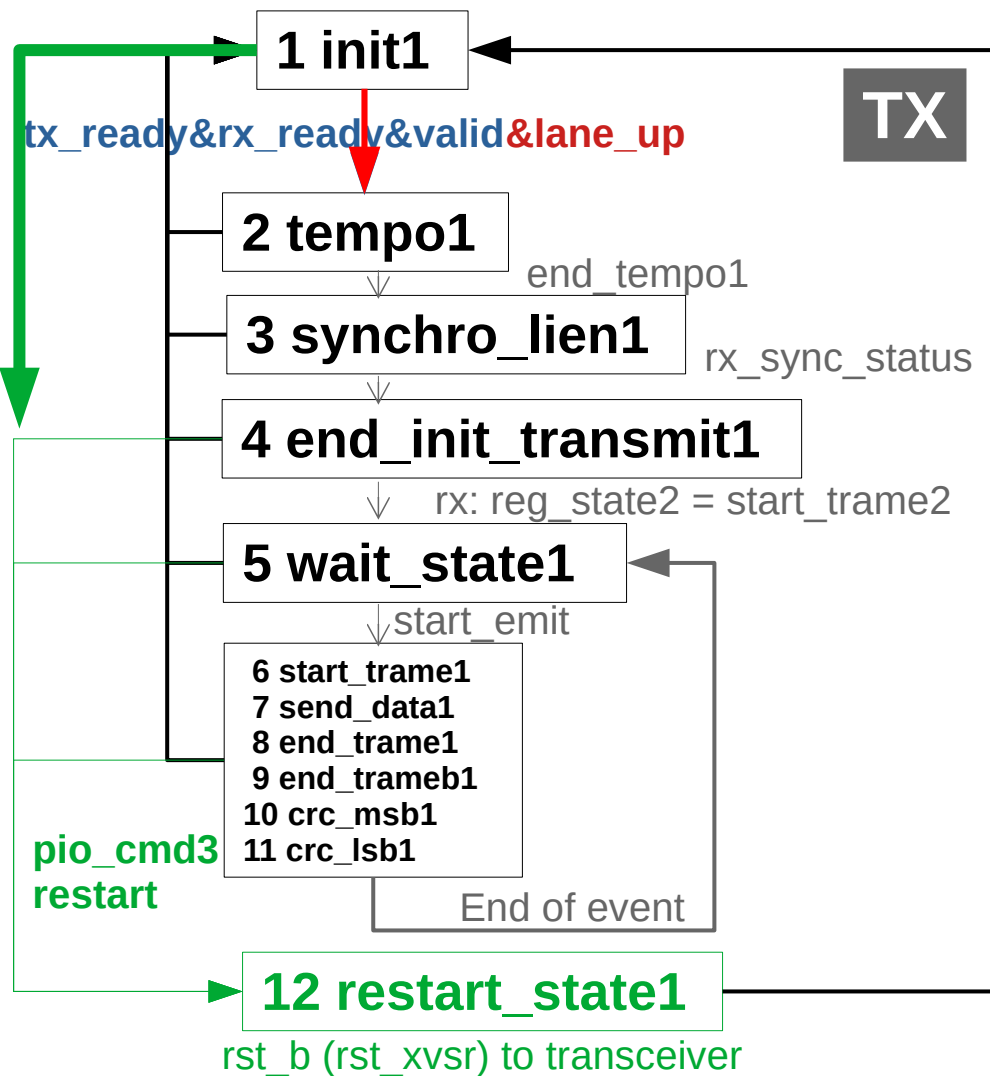 1 init1
TX
tx_ready&rx_ready&valid&lane_up
2 tempo1
end_tempo1
3 synchro_lien1
rx_sync_status
4 end_init_transmit1
rx: reg_state2 = start_trame2
5 wait_state1
start_emit
6 start_trame1
7 send_data1
8 end_trame1
9 end_trameb1
10 crc_msb1
11 crc_lsb1
pio_cmd3
restart
End of event
12 restart_state1
rst_b (rst_xvsr) to transceiver